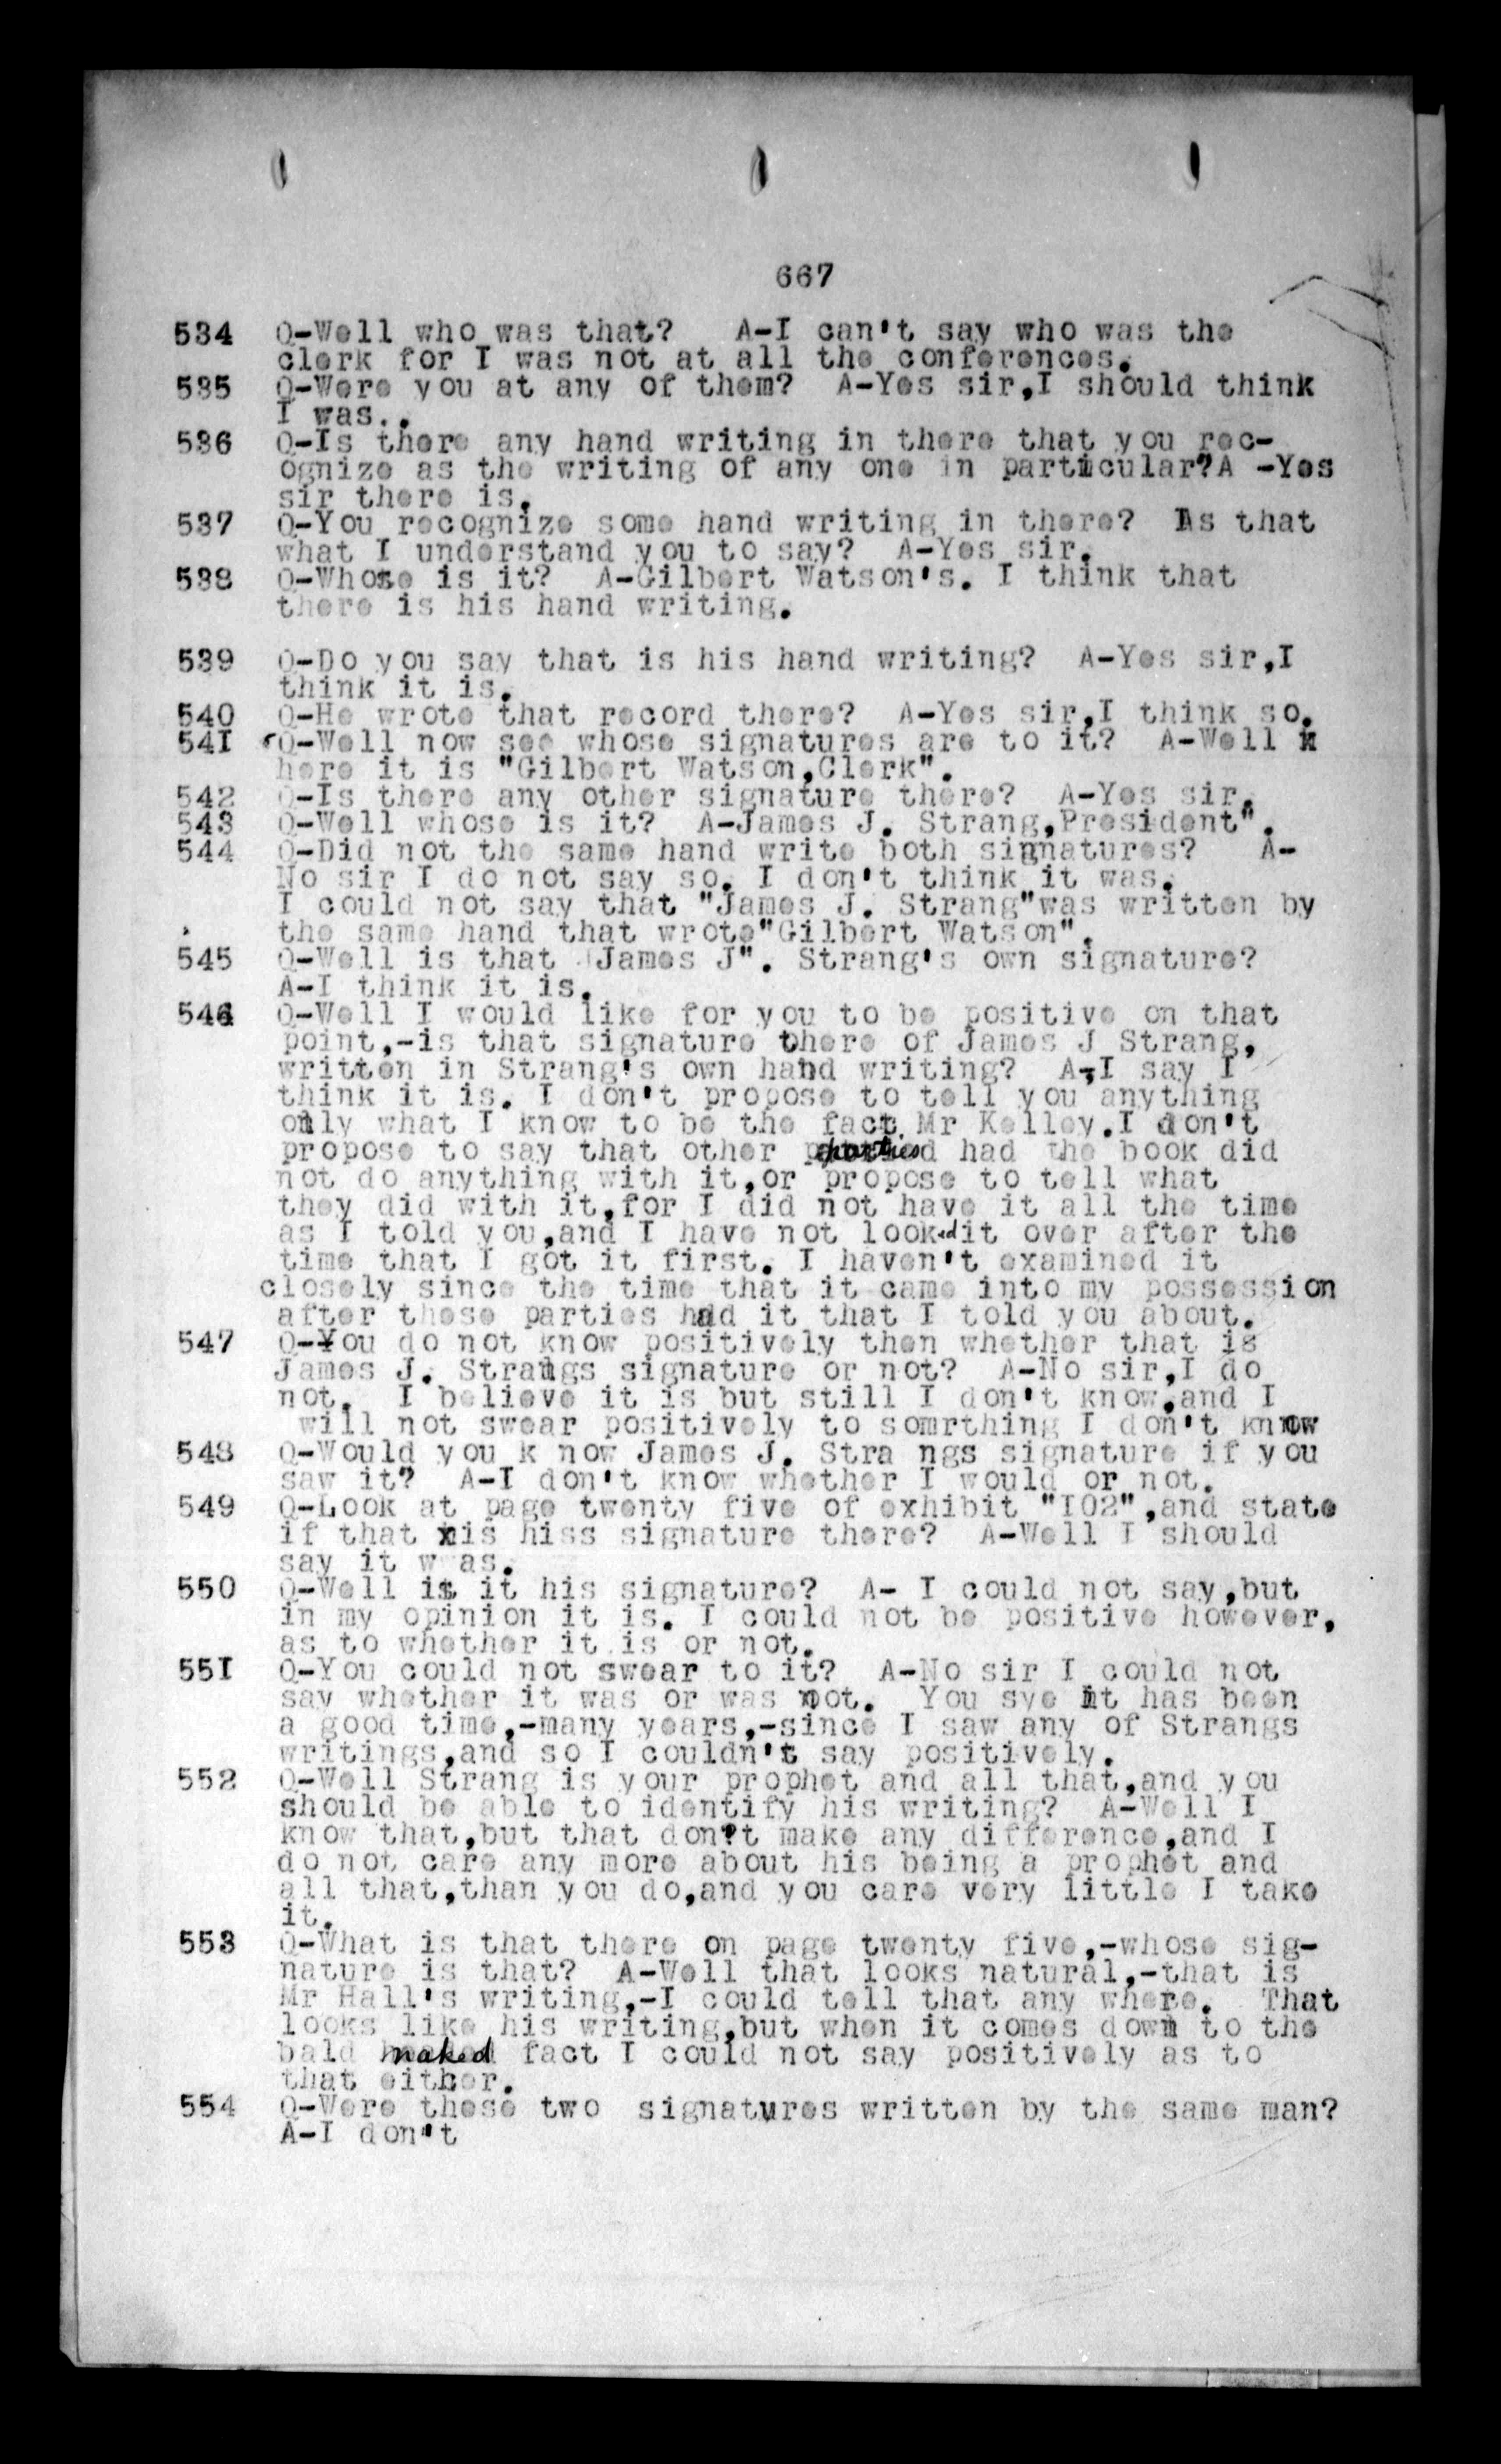 667
534 Q-Well who was that? A-I can't say who was the
clerk for I was not at all the conferences.
535 Q-Were you at any of them? A-Yes sir,I should think
I was..
536 Q-Is there any hand writing in there that you rec-
ognize as the writing of any one in particular?A -Yes
sir there is.
537 Q-You recognize some hand writing in there? Is that
what I understand you to say? A-Yes sir.
538 Q-Whose is it? A-Gilbert Watson's. I think that
there is his hand writing.
539 Q-Do you say that is his hand writing? A-Yes sir,I
think it is.
540 Q-He wrote that record there? A-Yes sir,I think so.
54I Q-Well now see whose signatures are to it? A-Well
here it is "Gilbert Watson,Clerk".
542 Q-Is there any other signature there? A-Yes sir.
543 Q-Well whose is it? A-James J. Strang,President".
544 Q-Did not the same hand write both signatures? A-
No sir I do not say so. I don't think it was.
I could not say that "James J. Strang"was written by
the same hand that wrote"Gilbert Watson".
545 Q-Well is that James J". Strang's own signature?
A-I think it is.
546 Q-Well I would like for you to be positive on that
point,-is that signature there of James J Strang,
written in Strang's own hand writing? A-I say I
think it is. I don't propose to tell you anything
only what I know to be the fact Mr Kelley.I don't
propose to say that other parties had the book did
not do anything with it,or propose to tell what
they did with it,for I did not have it all the time
as I told you,and I have not looked it over after the
time that I got it first. I haven't examined it
closely since the time that it came into my possession
after these parties had it that I told you about.
547 Q-You do not know positively then whether that is
James J. Strangs signature or not? A-No sir,I do
not. I believe it is but still I don't know,and I
will not swear positively to somrthing I don't know
548 Q-Would you k now James J. Stra ngs signature if you
saw it? A-I don't know whether I would or not.
549 Q-Look at page twenty five of exhibit "I02",and state
if that is hiss signature there? A-Well I should
say it w as.
550 Q-Well is it his signature? A- I could not say,but
in my opinion it is. I could not be positive however,
as to whether it is or not.
55I Q-You could not swear to it? A-No sir I could not
say whether it was or was not. You sye it has been
a good time,-many years,-since I saw any of Strangs
writings,and so I couldn't say positively.
552 Q-Well Strang is your prophet and all that,and you
should be able to identify his writing? A-Well I
know that,but that don't make any difference,and I
do not care any more about his being a prophet and
all that,than you do,and you care very little I take
it.
553 Q-What is that there on page twenty five,-whose sig-
nature is that? A-Well that looks natural,-that is
Mr Hall's writing,-I could tell that any where. That
looks like his writing,but when it comes down to the
bald naked fact I could not say positively as to
that either.
554 Q-Were these two signatures written by the same man?
A-I don't